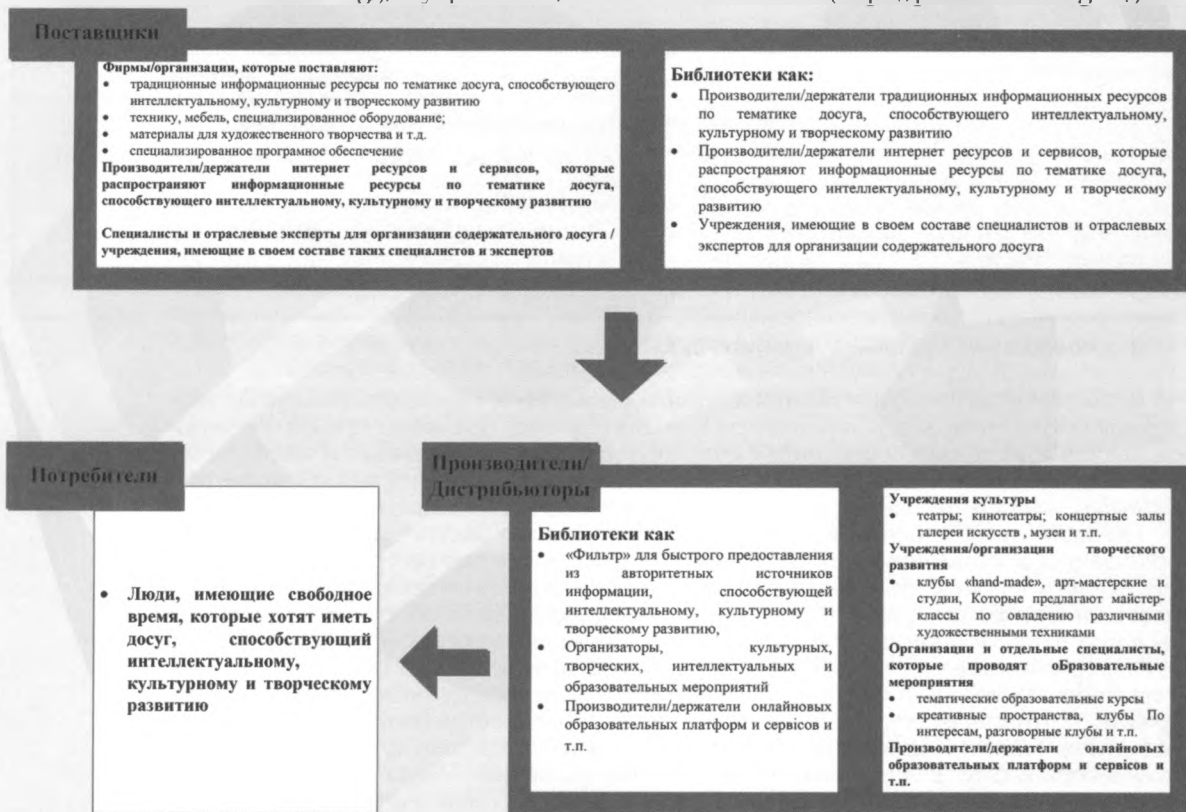 Поставщики
Фирмы/организации, которые поставляют:
• традиционные информационные ресурсы по тематике досуга, способствующего
интеллектуальному, культурному и творческому развитию
• технику, мебель, специализированное оборудование;
• материалы для художественного творчества и т.д.
• специализированное програмное обеспечение
Производители/держатели интернет ресурсов и сервисов, которые
распространяют информационные ресурсы по тематике досуга,
способствующего интеллектуальному, культурному и творческому развитию
Специалисты и отраслевые эксперты для организации содержательного досуга /
учреждения, имеющие в своем составе таких специалистов и экспертов
Библиотеки как:
• Производители/держатели традиционных информационных ресурсов
по тематике досуга, способствующего интеллектуальному,
культурному и творческому развитию
• Производители/держатели интернет ресурсов и сервисов, которые
распространяют информационные ресурсы по тематике досуга,
способствующего интеллектуальному, культурному и творческому
развитию
• Учреждения, имеющие в своем составе специалистов и отраслевых
экспертов для организации содержательного досуга
Потребители
• Люди, имеющие свободное
время, которые хотят иметь
досуг, способствующий
интеллектуальному,
культурному и творческому
развитию
Производители/
Дистрибьюторы
Библиотеки как
• «Фильтр» для быстрого предоставления
из авторитетных источников
информации, способствующей
интеллектуальному, культурному и
творческому развитию,
• Организаторы, культурных,
творческих, интеллектуальных и
образовательных мероприятий
• Производители/держатели онлайновых
образовательных платформ и сервісов и
т.п.
Учреждения культуры
• театры; кинотеатры; концертные залы
галереи искусств , музеи и т.п.
Учреждения/организации творческого
развития
• клубы «hand-made», арт-мастерские и
студии, Которые предлагают майстер-
классы по овладению различными
художественными техниками
Организации и отдельные специалисты,
которые проводят оБразовательные
мероприятия
• тематические образовательные курсы
• креативные пространства, клубы По
интересам, разговорные клубы и т.п.
Производители/держатели онлайновых
образовательных платформ и сервісов и
т.п.